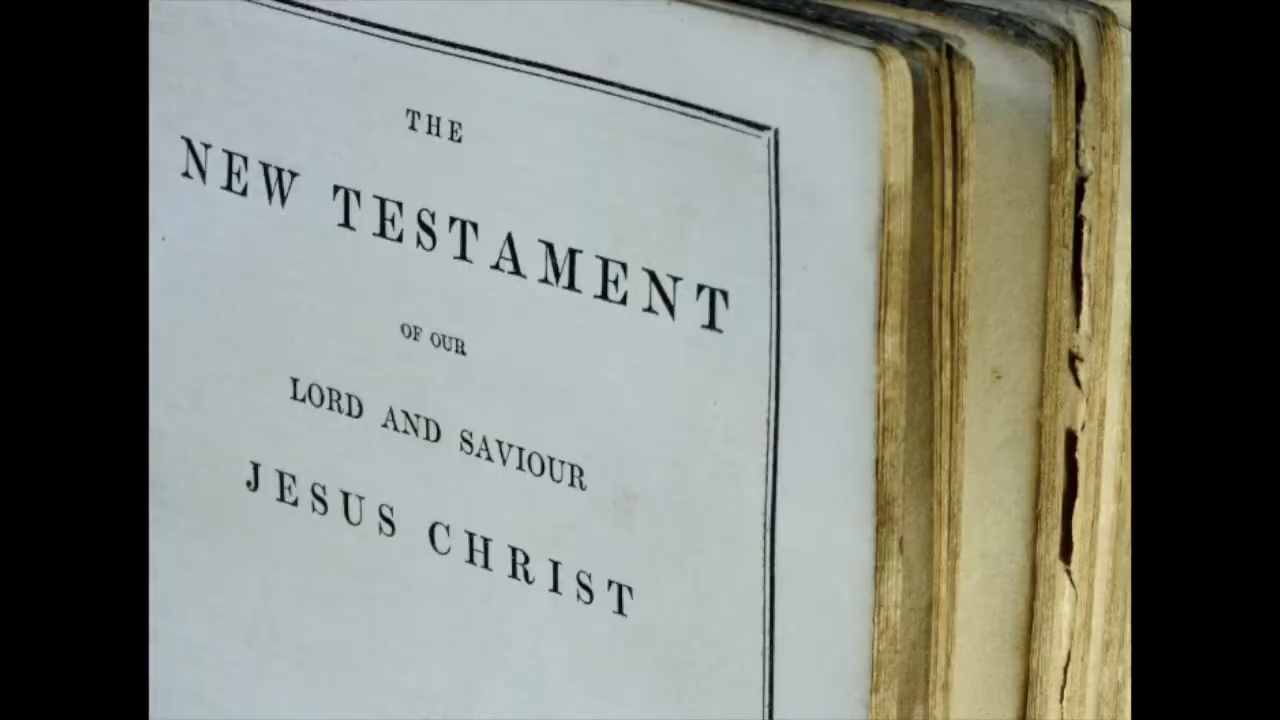 THE
NEW TESTAMENT
OF OUR
LORD AND SAVIOUR
JESUS CHRIST